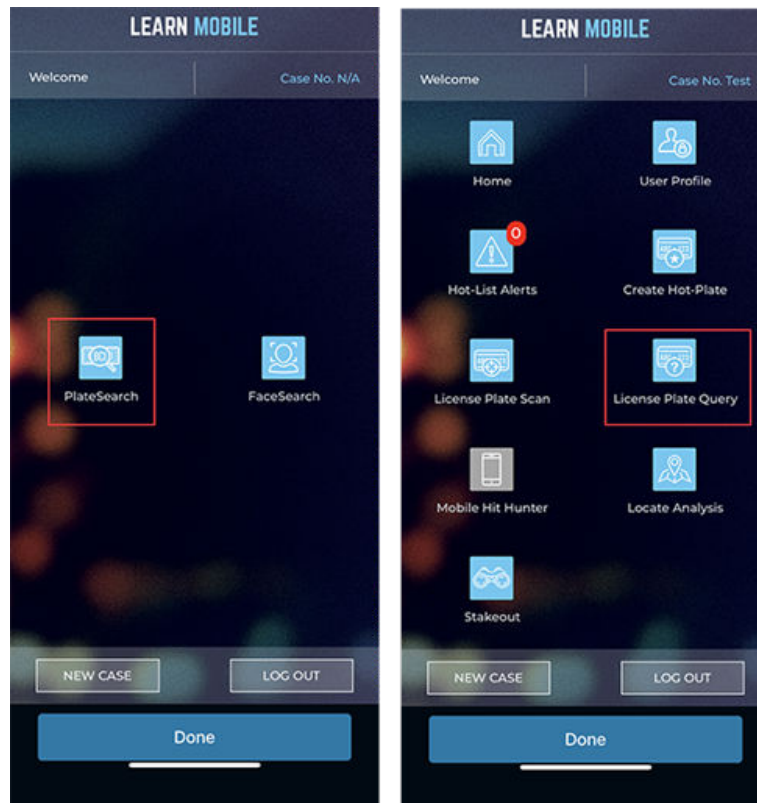 LEARN MOBILE
Welcome
Case No. N/A
PlateSearch
FaceSearch
NEW CASE
LOG OUT
Done
LEARN MOBILE
Welcome
Case No. Test
Home
User Profile
0
Hot-List Alerts
Create Hot-Plate
License Plate Scan
License Plate Query
Mobile Hit Hunter
Locate Analysis
Stakeout
NEW CASE
LOG OUT
Done